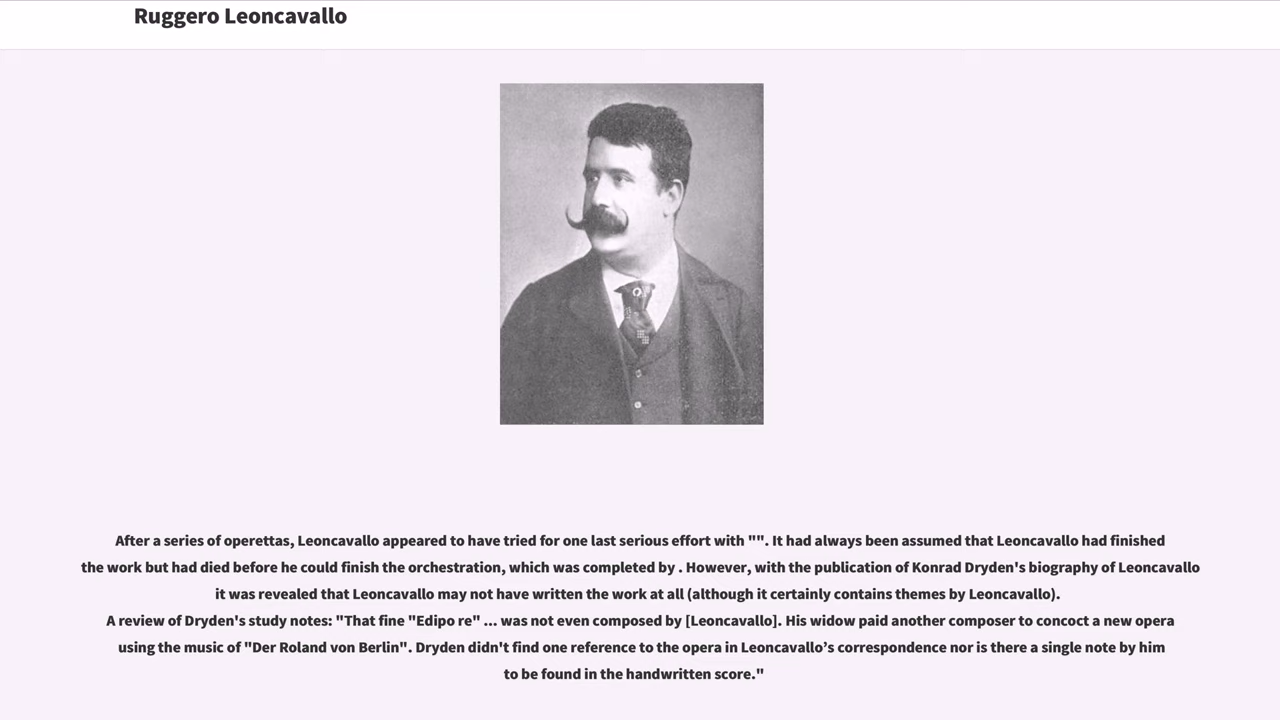 Ruggero Leoncavallo
After a series of operettas, Leoncavallo appeared to have tried for one last serious effort with "". It had always been assumed that Leoncavallo had finished
the work but had died before he could finish the orchestration, which was completed by . However, with the publication of Konrad Dryden's biography of Leoncavallo
it was revealed that Leoncavallo may not have written the work at all (although it certainly contains themes by Leoncavallo).
A review of Dryden's study notes: "That fine "Edipo re" ... was not even composed by [Leoncavallo]. His widow paid another composer to concoct a new opera
using the music of "Der Roland von Berlin". Dryden didn't find one reference to the opera in Leoncavallo’s correspondence nor is there a single note by him
to be found in the handwritten score."